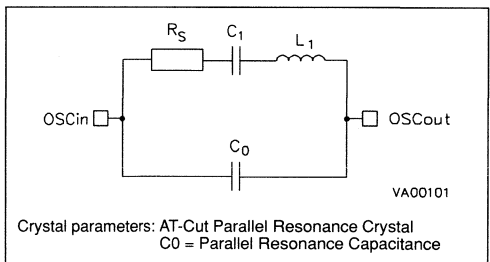 R_S C_1 L_1
OSCin OSCout
C_0
VA00101
Crystal parameters: AT-Cut Parallel Resonance Crystal
C0 = Parallel Resonance Capacitance